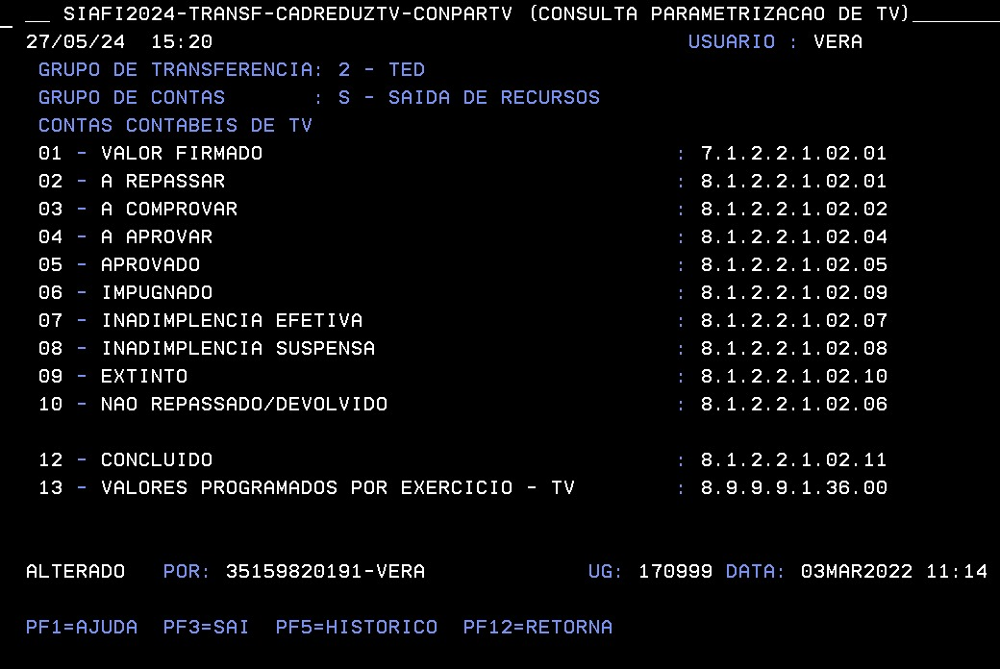 __ SIAFI2024-TRANSF-CADREDUZTV-CONPARTV (CONSULTA PARAMETRIZACAO DE TV)_______
27/05/24  15:20                                      USUARIO : VERA
GRUPO DE TRANSFERENCIA: 2 - TED
GRUPO DE CONTAS       : S - SAIDA DE RECURSOS
CONTAS CONTABEIS DE TV
01 - VALOR FIRMADO                                 : 7.1.2.2.1.02.01
02 - A REPASSAR                                    : 8.1.2.2.1.02.01
03 - A COMPROVAR                                   : 8.1.2.2.1.02.02
04 - A APROVAR                                     : 8.1.2.2.1.02.04
05 - APROVADO                                      : 8.1.2.2.1.02.05
06 - IMPUGNADO                                     : 8.1.2.2.1.02.09
07 - INADIMPLENCIA EFETIVA                         : 8.1.2.2.1.02.07
08 - INADIMPLENCIA SUSPENSA                        : 8.1.2.2.1.02.08
09 - EXTINTO                                       : 8.1.2.2.1.02.10
10 - NAO REPASSADO/DEVOLVIDO                       : 8.1.2.2.1.02.06
12 - CONCLUIDO                                     : 8.1.2.2.1.02.11
13 - VALORES PROGRAMADOS POR EXERCICIO - TV        : 8.9.9.9.1.36.00
ALTERADO   POR: 35159820191-VERA             UG: 170999 DATA: 03MAR2022 11:14
PF1=AJUDA  PF3=SAI  PF5=HISTORICO  PF12=RETORNA